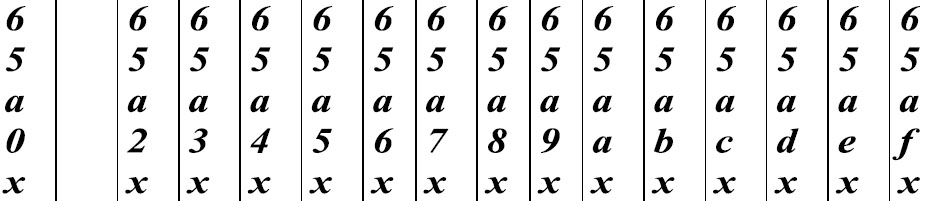 6 6 6 6 6 6 6 6 6 6 6 6 6 6 6
5 5 5 5 5 5 5 5 5 5 5 5 5 5 5
a a a a a a a a a a a a a a a
0 2 3 4 5 6 7 8 9 a b c d e f
x x x x x x x x x x x x x x x